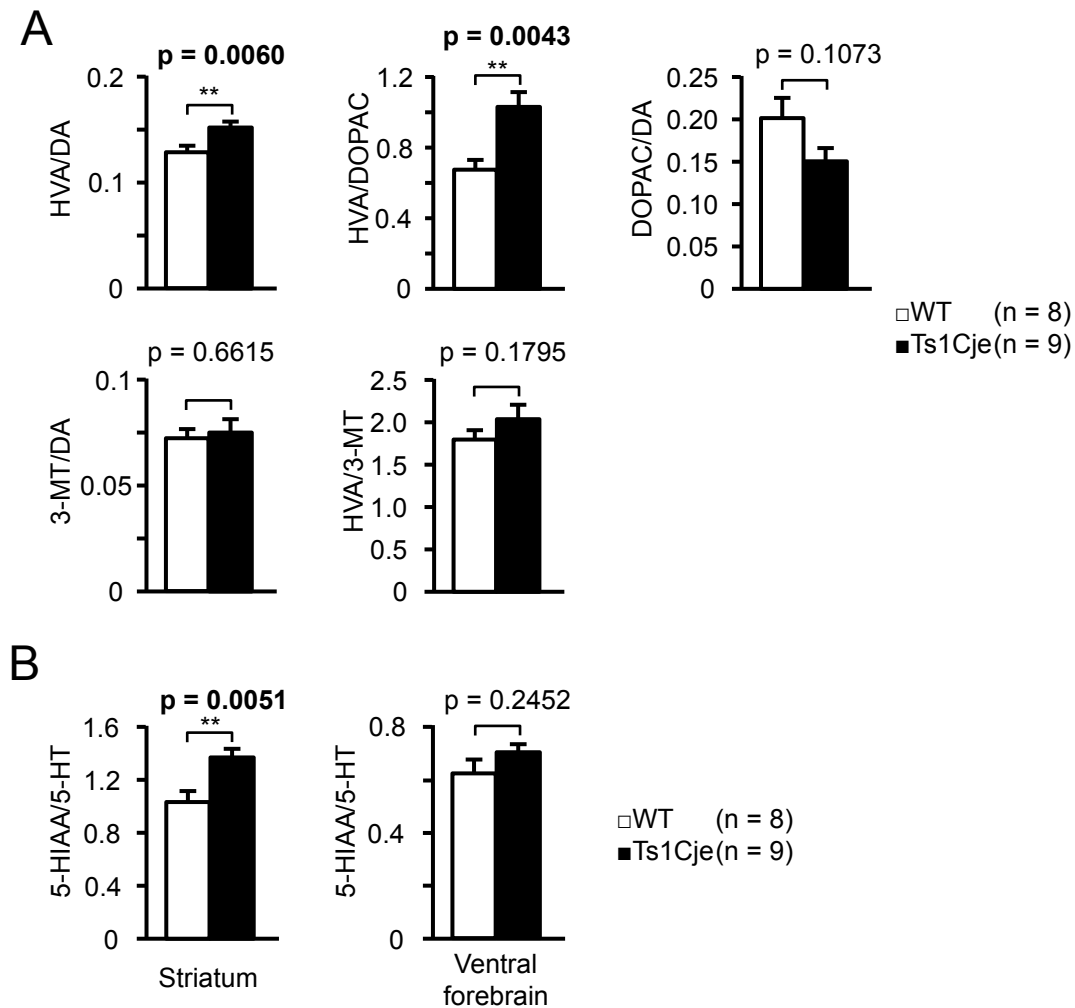 A
p = 0.0060
**
HVA/DA
0.2
0.1
0
p = 0.0043
**
HVA/DOPAC
1.2
0.8
0.4
0
p = 0.1073
DOPAC/DA
0.25
0.20
0.15
0.10
0.05
0
□WT (n = 8)
■Ts1Cje (n = 9)
p = 0.6615
3-MT/DA
0.1
0.05
0
p = 0.1795
HVA/3-MT
2.5
2.0
1.5
1.0
0.5
0
B
p = 0.0051
**
5-HIAA/5-HT
1.6
1.2
0.8
0.4
0
Striatum
p = 0.2452
5-HIAA/5-HT
0.8
0.4
0
Ventral
forebrain
□WT (n = 8)
■Ts1Cje (n = 9)